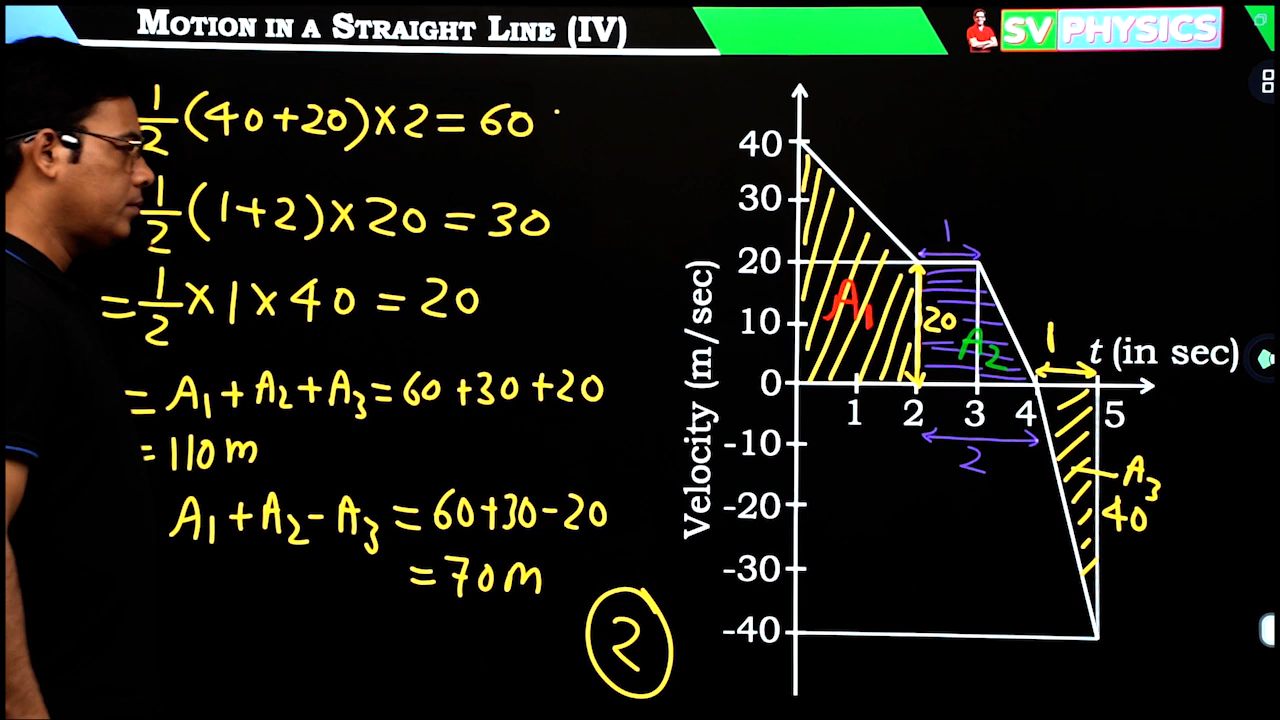 MOTION IN A STRAIGHT LINE (IV)
SV PHYSICS
1/2 (40+20)×2 = 60
1/2 (1+2)×20 = 30
= 1/2 × 1 × 40 = 20
= A₁ + A₂ + A₃ = 60 + 30 + 20
= 110 m
A₁ + A₂ - A₃ = 60+30-20
= 70 m
2
Velocity (m/sec)
40
30
20
10
0
-10
-20
-30
-40
1
A₁
20
A₂
1
t (in sec)
1 2 3 4 5
2
A₃
40